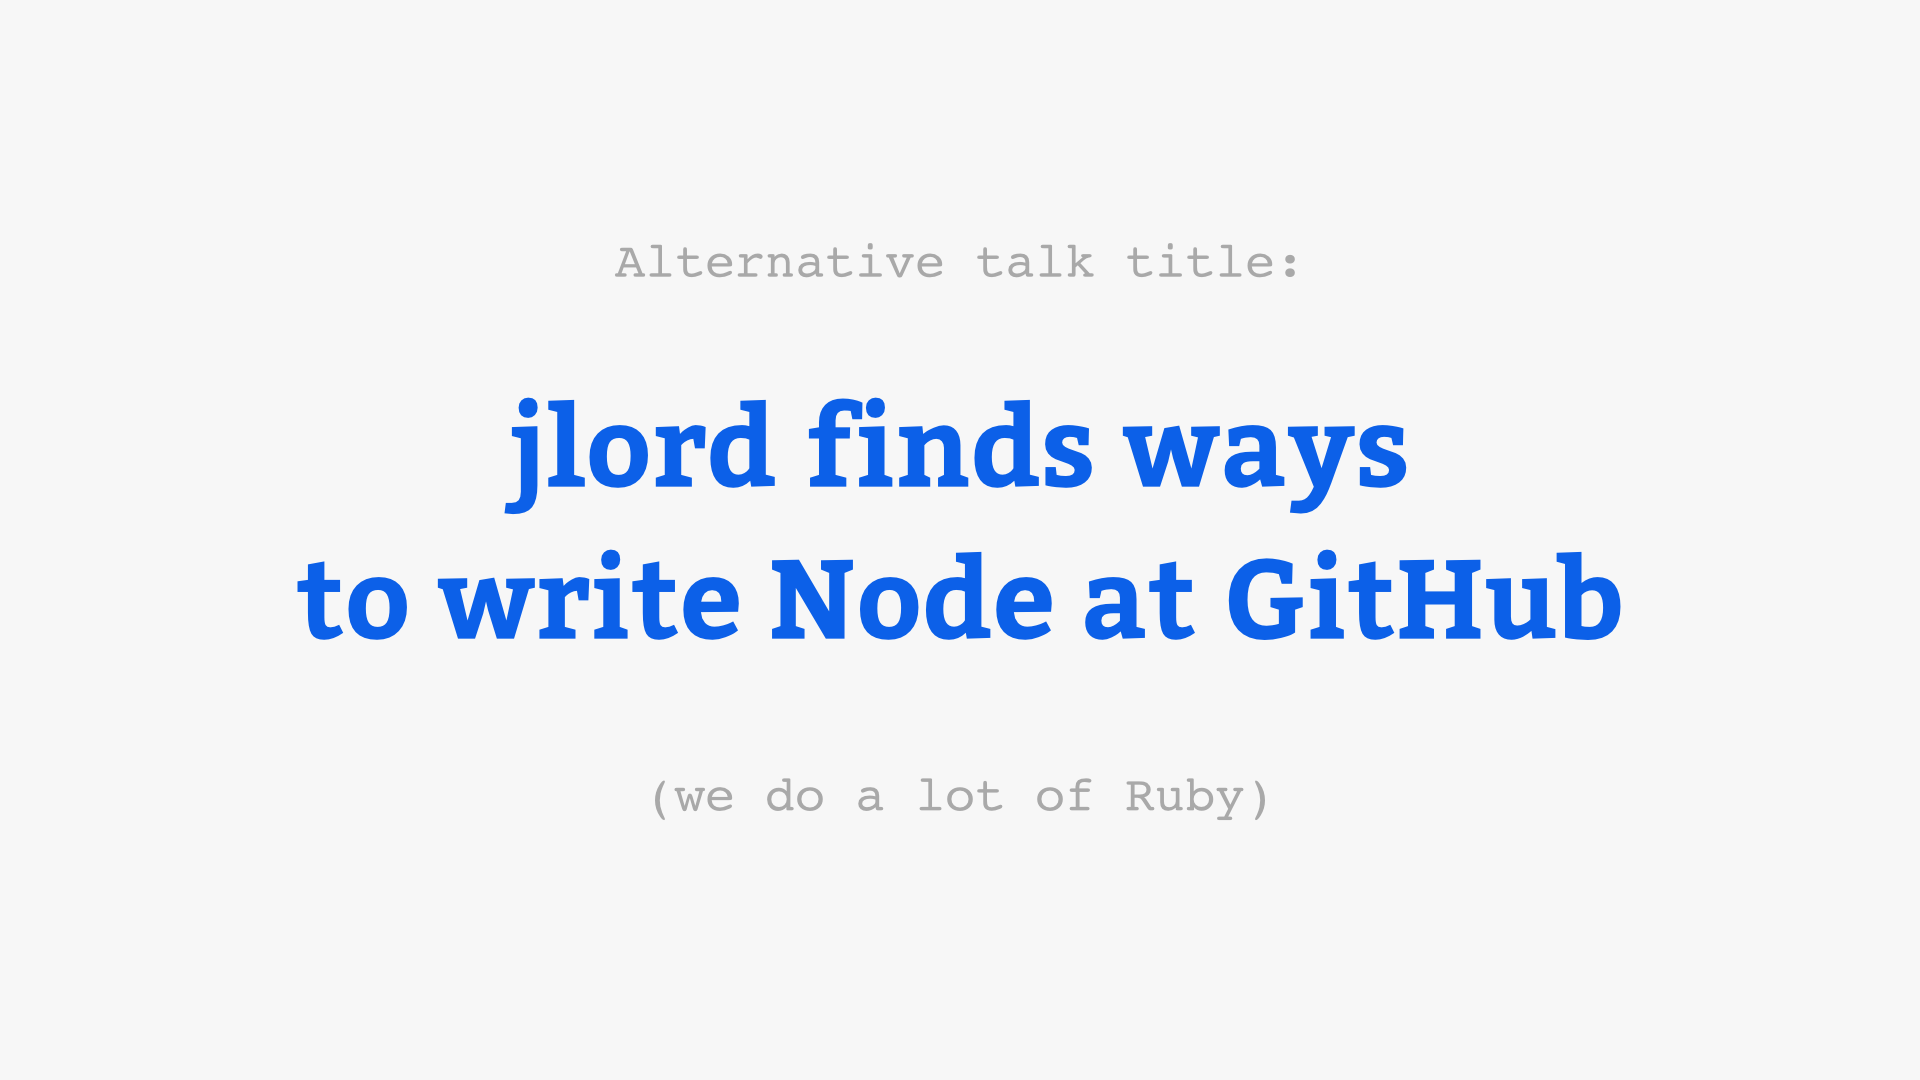 Alternative talk title:
jlord finds ways
to write Node at GitHub
(we do a lot of Ruby)